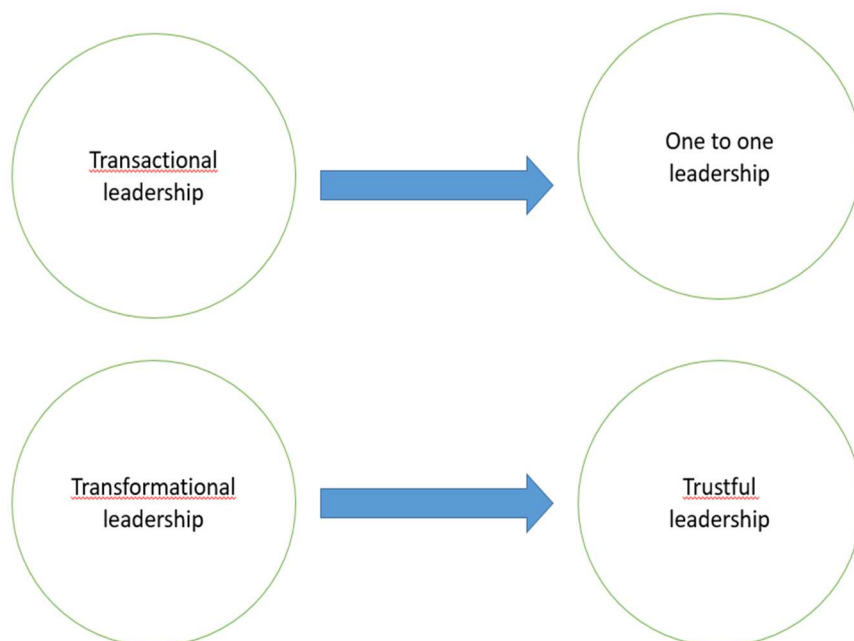 Transactional
leadership
One to one
leadership
Transformational
leadership
Trustful
leadership